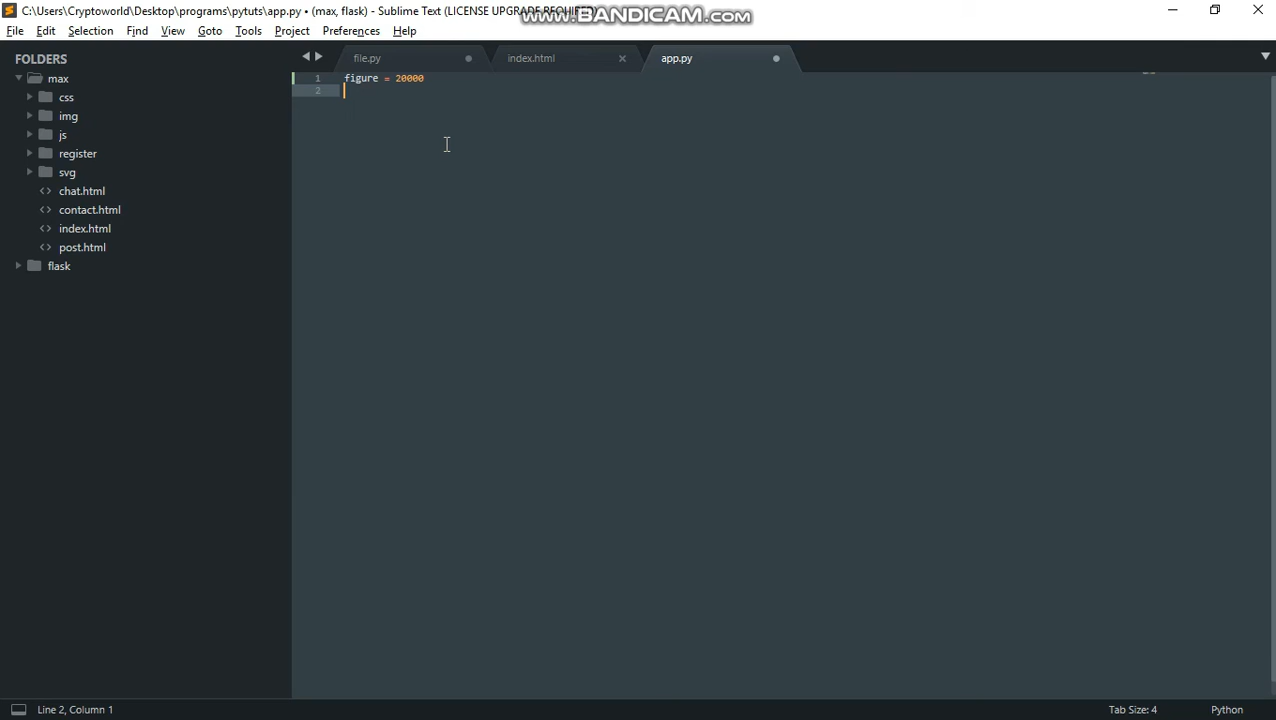 C:\Users\Cryptoworld\Desktop\programs\pytuts\app.py • (max, flask) - Sublime Text (LICENSE UPGRADE REQUIRED)
www.BANDICAM.com
File Edit Selection Find View Goto Tools Project Preferences Help
FOLDERS
max
css
img
js
register
svg
chat.html
contact.html
index.html
post.html
flask
file.py index.html app.py
1 figure = 20000
2
Line 2, Column 1
Tab Size: 4 Python